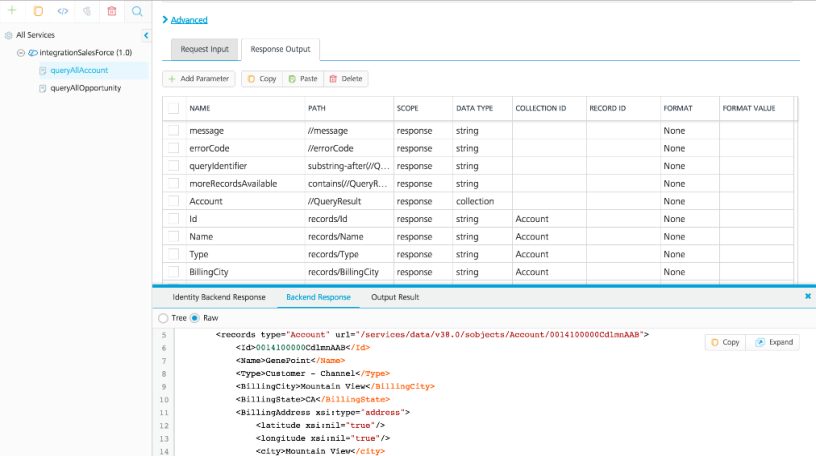 All Services
integrationSalesForce (1.0)
queryAllAccount
queryAllOpportunity
Advanced
Request Input Response Output
Add Parameter Copy Paste Delete
NAME PATH SCOPE DATA TYPE COLLECTION ID RECORD ID FORMAT FORMAT VALUE
message //message response string None
errorCode //errorCode response string None
queryIdentifier substring-after(//Q... response string None
moreRecordsAvailable contains(//QueryR... response string None
Account //QueryResult response collection None
Id records/Id response string Account None
Name records/Name response string Account None
Type records/Type response string Account None
BillingCity records/BillingCity response string Account None
Identity Backend Response Backend Response Output Result
Tree Raw
Copy Expand
5 <records type="Account" url="/services/data/v38.0/sobjects/Account/0014100000CdlmnAAB">
6 <Id>0014100000CdlmnAAB</Id>
7 <Name>GenePoint</Name>
8 <Type>Customer - Channel</Type>
9 <BillingCity>Mountain View</BillingCity>
10 <BillingState>CA</BillingState>
11 <BillingAddress xsi:type="address">
12 <latitude xsi:nil="true"/>
13 <longitude xsi:nil="true"/>
14 <city>Mountain View</city>